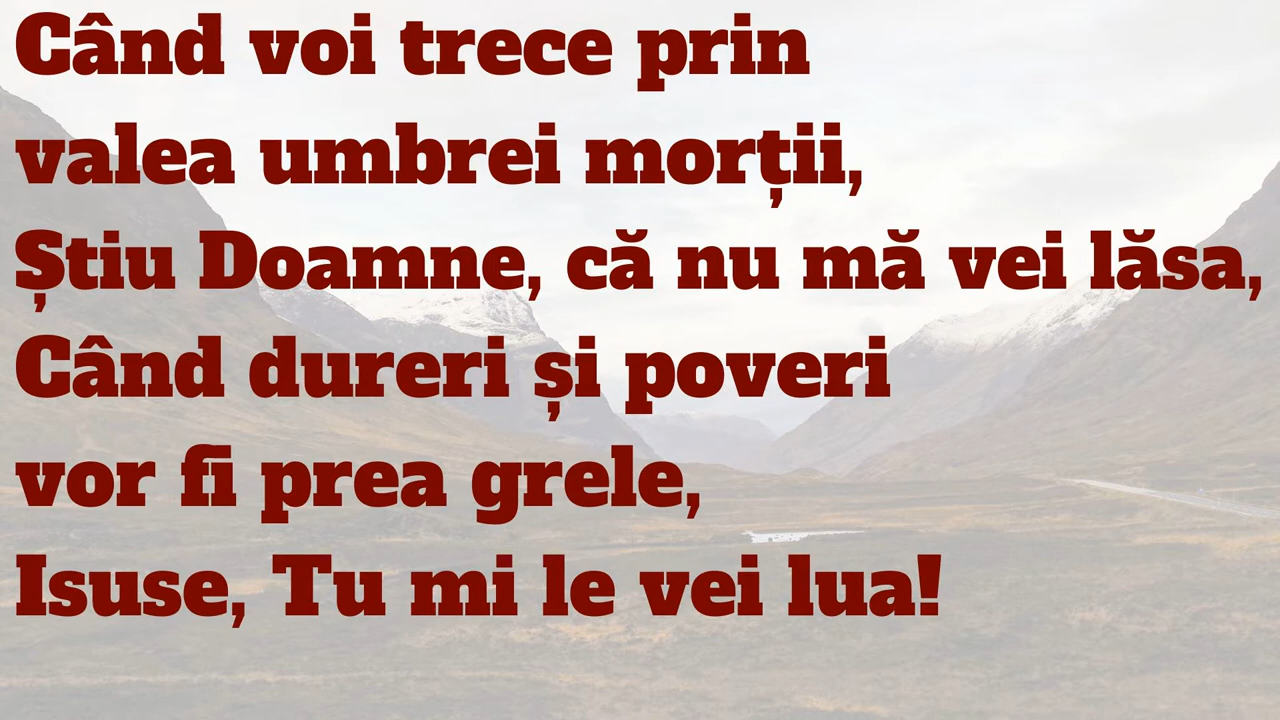 Când voi trece prin
valea umbrei morții,
Știu Doamne, că nu mă vei lăsa,
Când dureri și poveri
vor fi prea grele,
Isuse, Tu mi le vei lua!